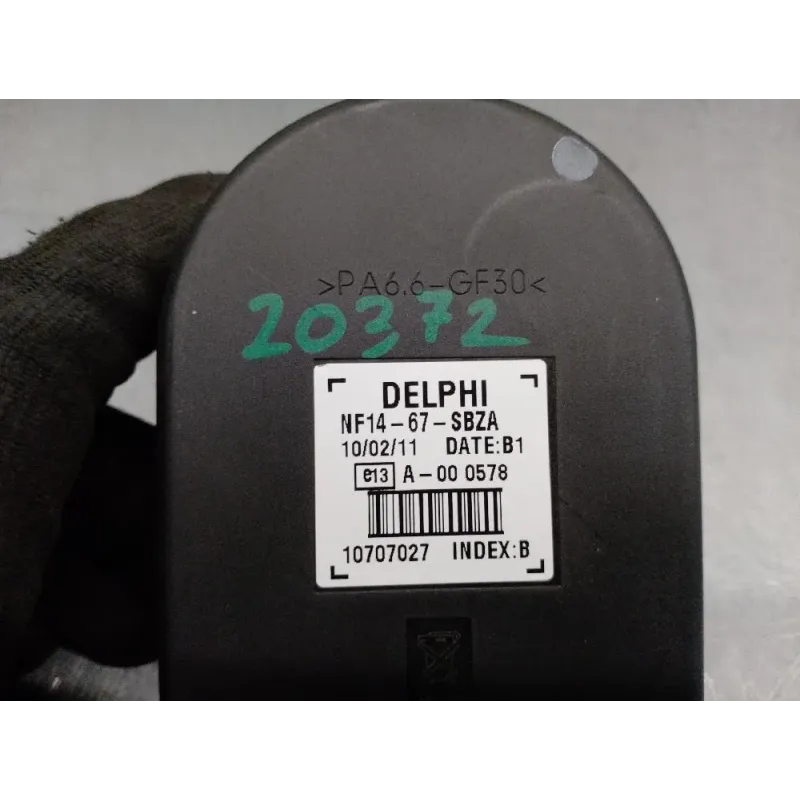 >PA6.6-GF30<
20372
DELPHI
NF14-67-SBZA
10/02/11 DATE:B1
e13 A-00 0578
10707027 INDEX:B